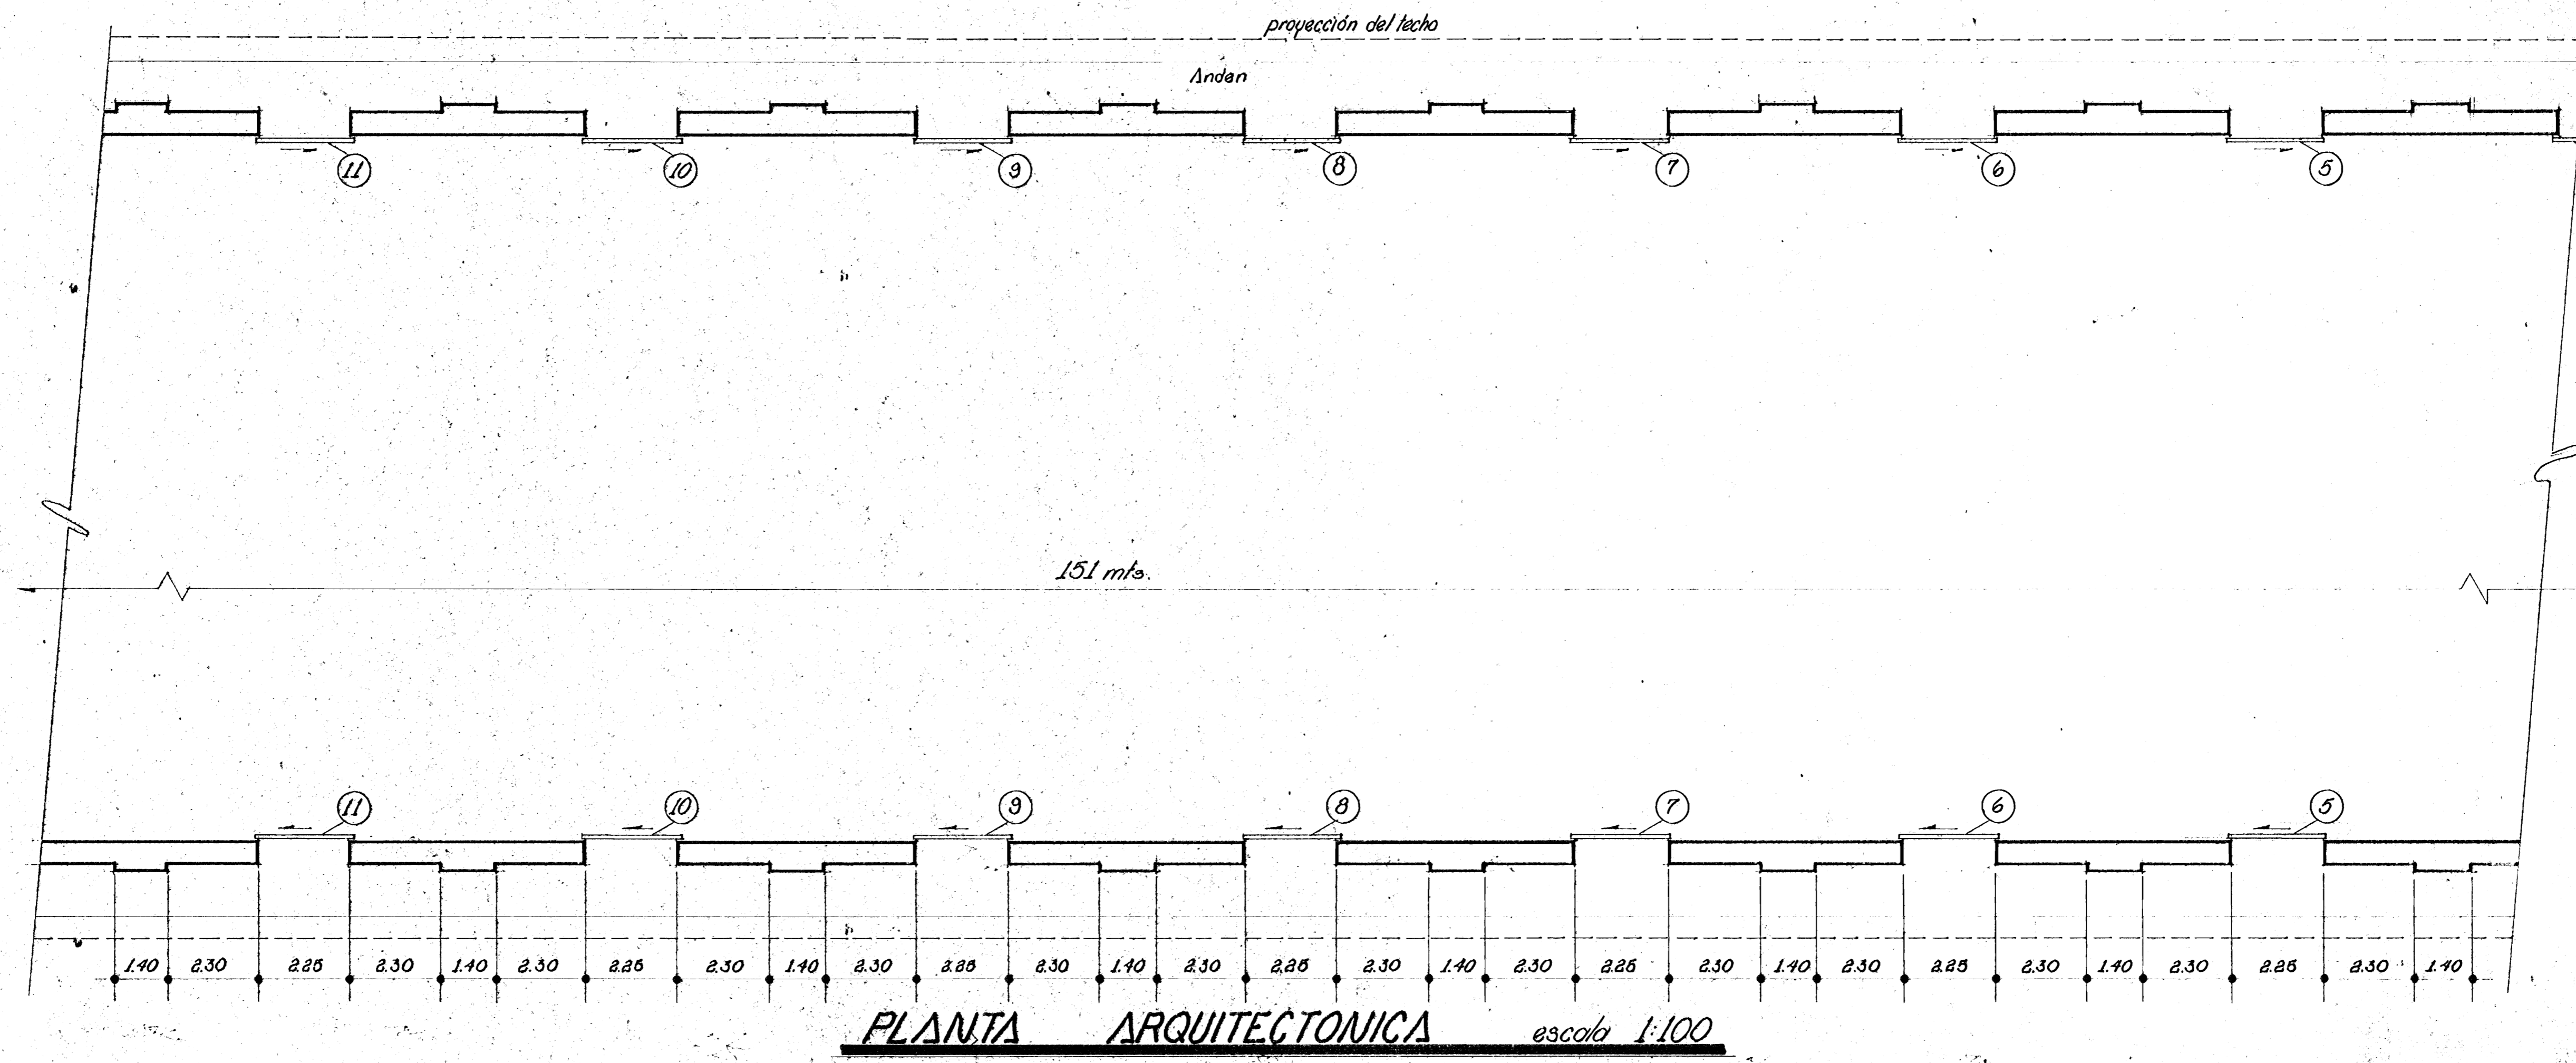 proyección del techo
Anden
11 10 9 8 7 6 5
151 mts.
11 10 9 8 7 6 5
1.40 2.30 2.25 2.30 1.40 2.30 2.25 2.30 1.40 2.30 2.25 2.30 1.40 2.30 2.25 2.30 1.40 2.30 2.25 2.30 1.40 2.30 2.25 2.30 1.40 2.30 2.25 2.30 1.40
PLANTA ARQUITECTONICA escala 1:100